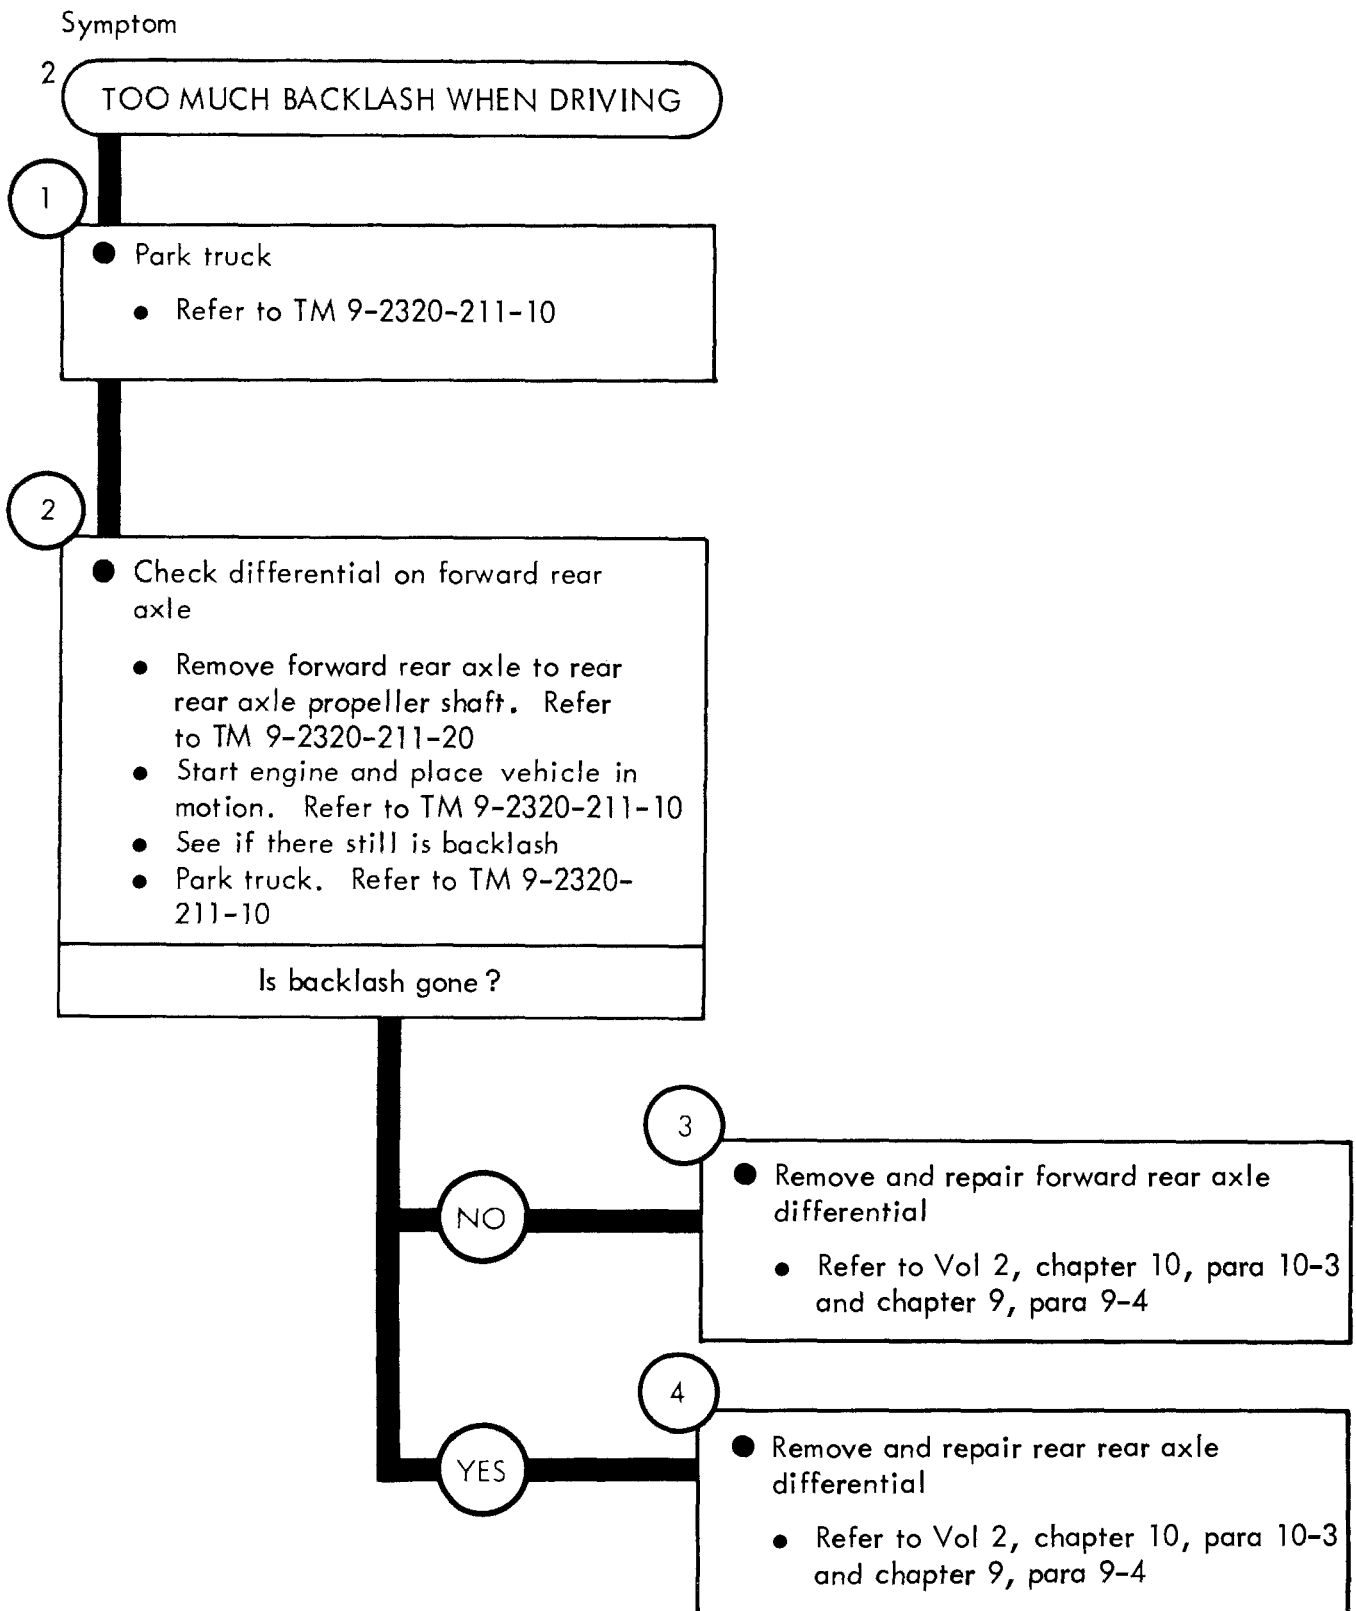 Symptom
2
TOO MUCH BACKLASH WHEN DRIVING
1
● Park truck
● Refer to TM 9-2320-211-10
2
● Check differential on forward rear
axle
● Remove forward rear axle to rear
rear axle propeller shaft. Refer
to TM 9-2320-211-20
● Start engine and place vehicle in
motion. Refer to TM 9-2320-211-10
● See if there still is backlash
● Park truck. Refer to TM 9-2320-
211-10
Is backlash gone?
3
NO
● Remove and repair forward rear axle
differential
● Refer to Vol 2, chapter 10, para 10-3
and chapter 9, para 9-4
4
YES
● Remove and repair rear rear axle
differential
● Refer to Vol 2, chapter 10, para 10-3
and chapter 9, para 9-4